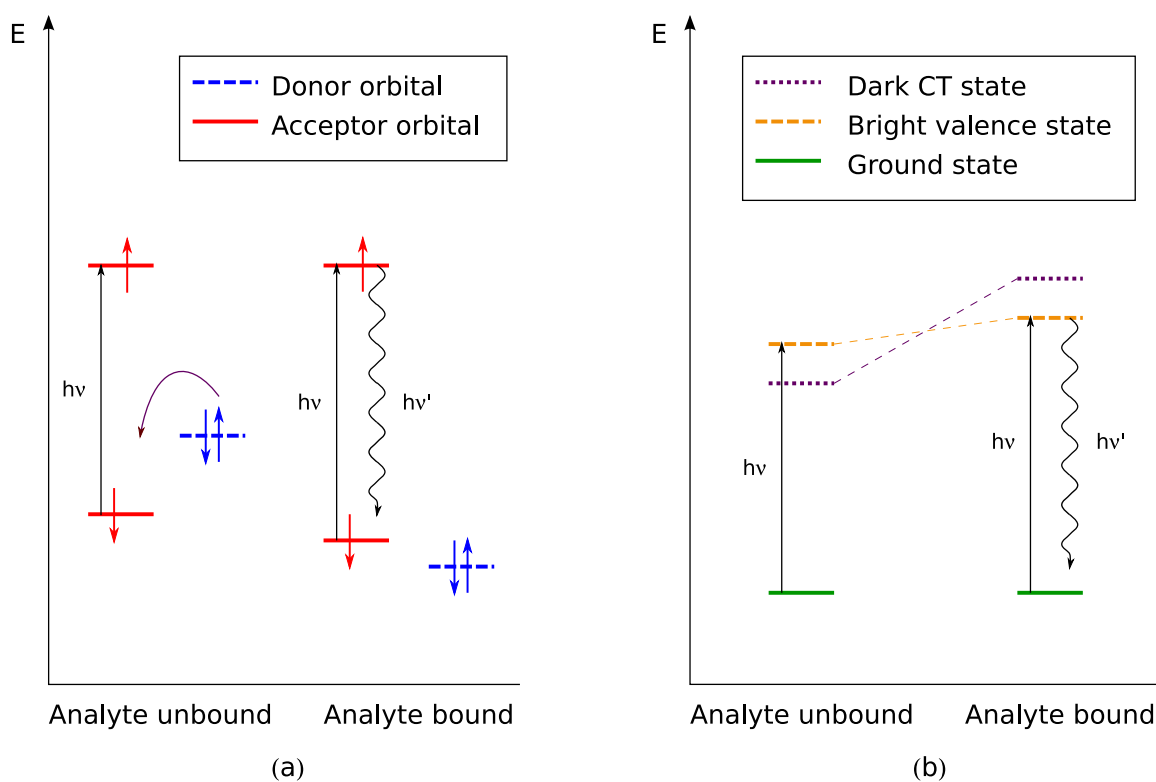 E
Donor orbital
Acceptor orbital
hν
hν
hν'
Analyte unbound
Analyte bound
(a)
E
Dark CT state
Bright valence state
Ground state
hν
hν
hν'
Analyte unbound
Analyte bound
(b)